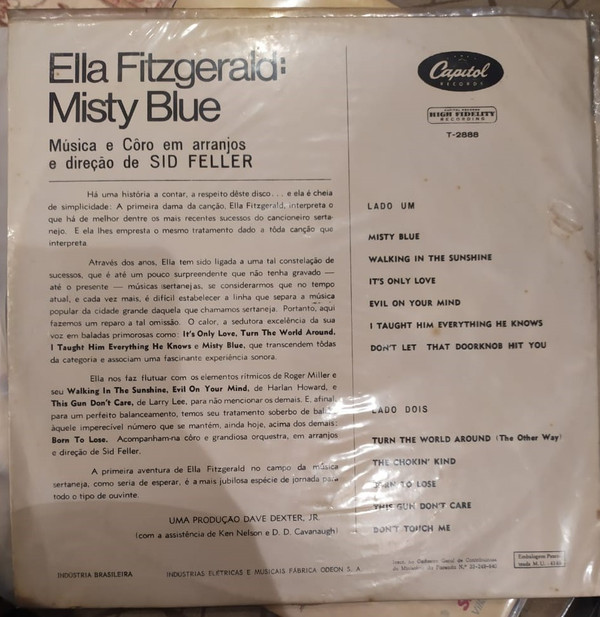 Ella Fitzgerald:
Misty Blue
Música e Côro em arranjos
e direção de SID FELLER
Há uma história a contar, a respeito dêste disco. . . e ela é cheia
de simplicidade: A primeira dama da canção, Ella Fitzgerald, interpreta o
que há de melhor dentre os mais recentes sucessos do cancioneiro serta-
nejo. E ela lhes empresta o mesmo tratamento dado a tôda canção que
interpreta
Através dos anos, Ella tem sido ligada a uma tal constelação de
sucessos, que é até um pouco surpreendente que não tenha gravado —
até o presente — músicas sertanejas, se considerarmos que no tempo
atual, e cada vez mais, é difícil estabelecer a linha que separa a música
popular da cidade grande daquela que chamamos sertaneja. Portanto, aqui
fazemos um reparo a tal omissão. O calor, a sedutora excelência da sua
voz em baladas primorosas como: It's Only Love, Turn The World Around,
I Taught Him Everything He Knows e Misty Blue, que transcendem tôdas
da categoria e associam uma fascinante experiência sonora.
Ella nos faz flutuar com os elementos rítmicos de Roger Miller e
seu Walking In The Sunshine, Evil On Your Mind, de Harlan Howard, e
This Gun Don't Care, de Larry Lee, para não mencionar os demais. E, afinal,
para um perfeito balanceamento, temos seu tratamento soberbo de
àquele imperecível número que se mantém, ainda hoje, acima dos demais:
Born To Lose. Acompanham-na côro e grandiosa orquestra, em arranjos
e direção de Sid Feller.
A primeira aventura de Ella Fitzgerald no campo da música
sertaneja, como seria de esperar, é a mais jubilosa espécie de jornada para
todo o tipo de ouvinte.
UMA PRODUÇÃO DAVE DEXTER, JR.
(com a assistência de Ken Nelson e D. D. Cavanaugh)
INDÚSTRIA BRASILEIRA
INDÚSTRIAS ELÉTRICAS E MUSICAIS FÁBRICA ODEON S. A.
Capitol
RECORDS
CAPITOL RECORDS
HIGH FIDELITY
RECORDING
T-2888
LADO UM
MISTY BLUE
WALKING IN THE SUNSHINE
IT'S ONLY LOVE
EVIL ON YOUR MIND
I TAUGHT HIM EVERYTHING HE KNOWS
DON'T LET THAT DOORKNOB HIT YOU
LADO DOIS
TURN THE WORLD AROUND (The Other Way)
THE CHOKIN' KIND
BORN TO LOSE
THIS GUN DON'T CARE
DON'T TOUCH ME